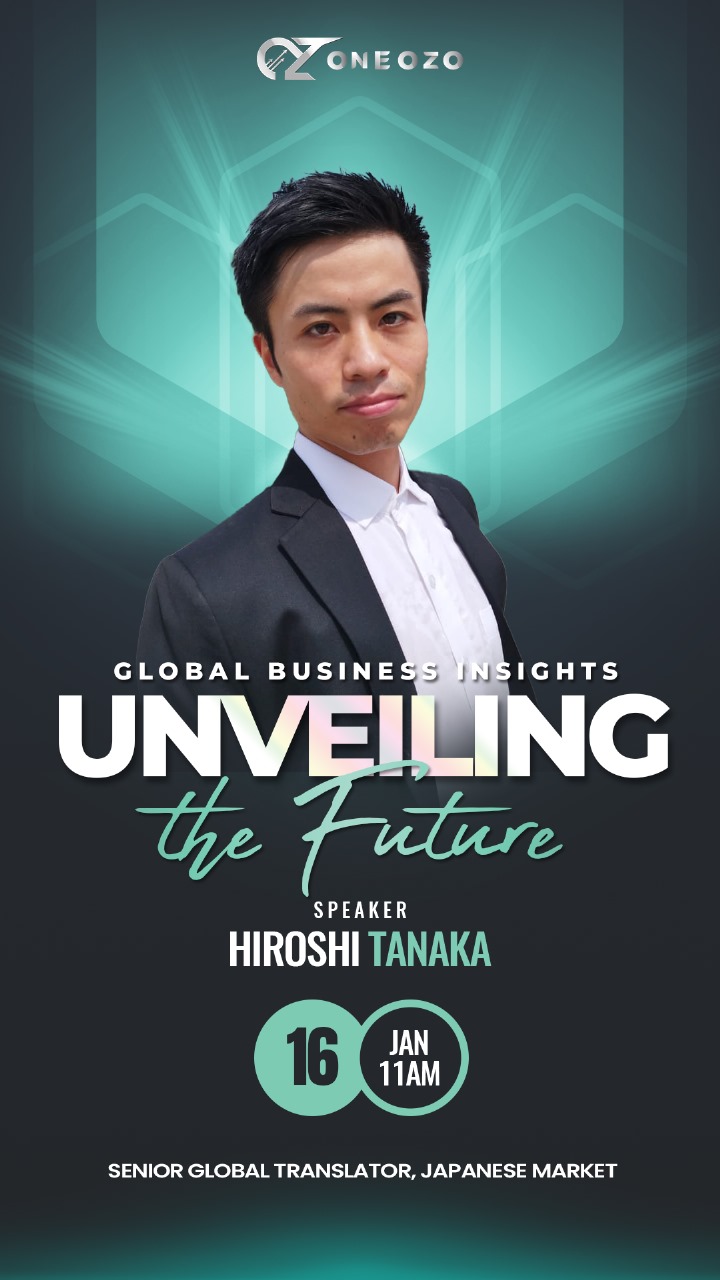 ONEOZO
GLOBAL BUSINESS INSIGHTS
UNVEILING
the Future
SPEAKER
HIROSHI TANAKA
16
JAN
11AM
SENIOR GLOBAL TRANSLATOR, JAPANESE MARKET